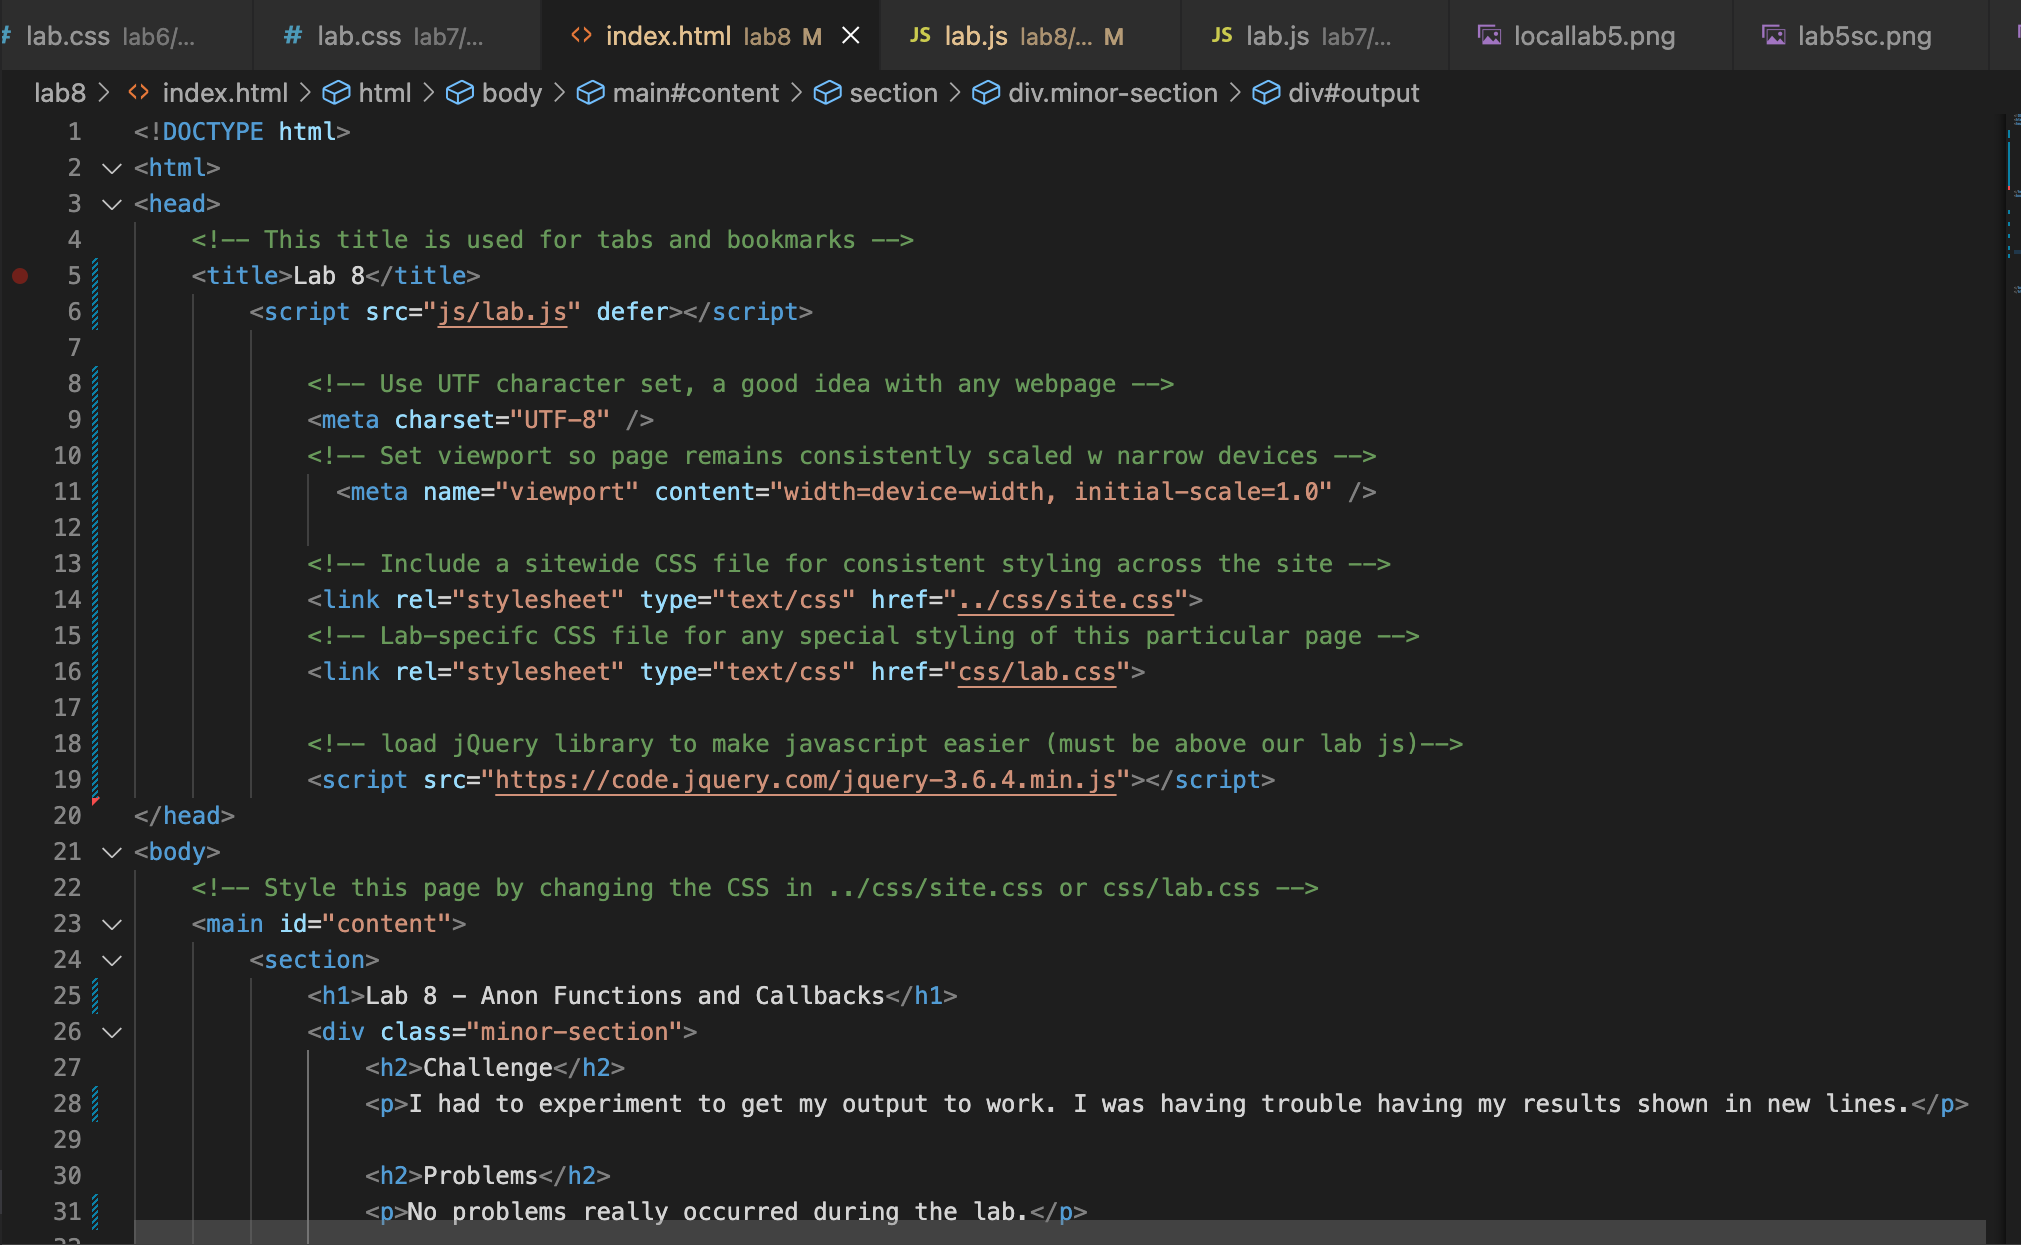 # lab.css lab6/... # lab.css lab7/... <> index.html lab8 M × JS lab.js lab8/... M JS lab.js lab7/... locallab5.png lab5sc.png
lab8 > <> index.html > html > body > main#content > section > div.minor-section > div#output
1 <!DOCTYPE html>
2 <html>
3 <head>
4 <!-- This title is used for tabs and bookmarks -->
5 <title>Lab 8</title>
6 <script src="js/lab.js" defer></script>
7
8 <!-- Use UTF character set, a good idea with any webpage -->
9 <meta charset="UTF-8" />
10 <!-- Set viewport so page remains consistently scaled w narrow devices -->
11 <meta name="viewport" content="width=device-width, initial-scale=1.0" />
12
13 <!-- Include a sitewide CSS file for consistent styling across the site -->
14 <link rel="stylesheet" type="text/css" href="../css/site.css">
15 <!-- Lab-specifc CSS file for any special styling of this particular page -->
16 <link rel="stylesheet" type="text/css" href="css/lab.css">
17
18 <!-- load jQuery library to make javascript easier (must be above our lab js)-->
19 <script src="https://code.jquery.com/jquery-3.6.4.min.js"></script>
20 </head>
21 <body>
22 <!-- Style this page by changing the CSS in ../css/site.css or css/lab.css -->
23 <main id="content">
24 <section>
25 <h1>Lab 8 - Anon Functions and Callbacks</h1>
26 <div class="minor-section">
27 <h2>Challenge</h2>
28 <p>I had to experiment to get my output to work. I was having trouble having my results shown in new lines.</p>
29
30 <h2>Problems</h2>
31 <p>No problems really occurred during the lab.</p>